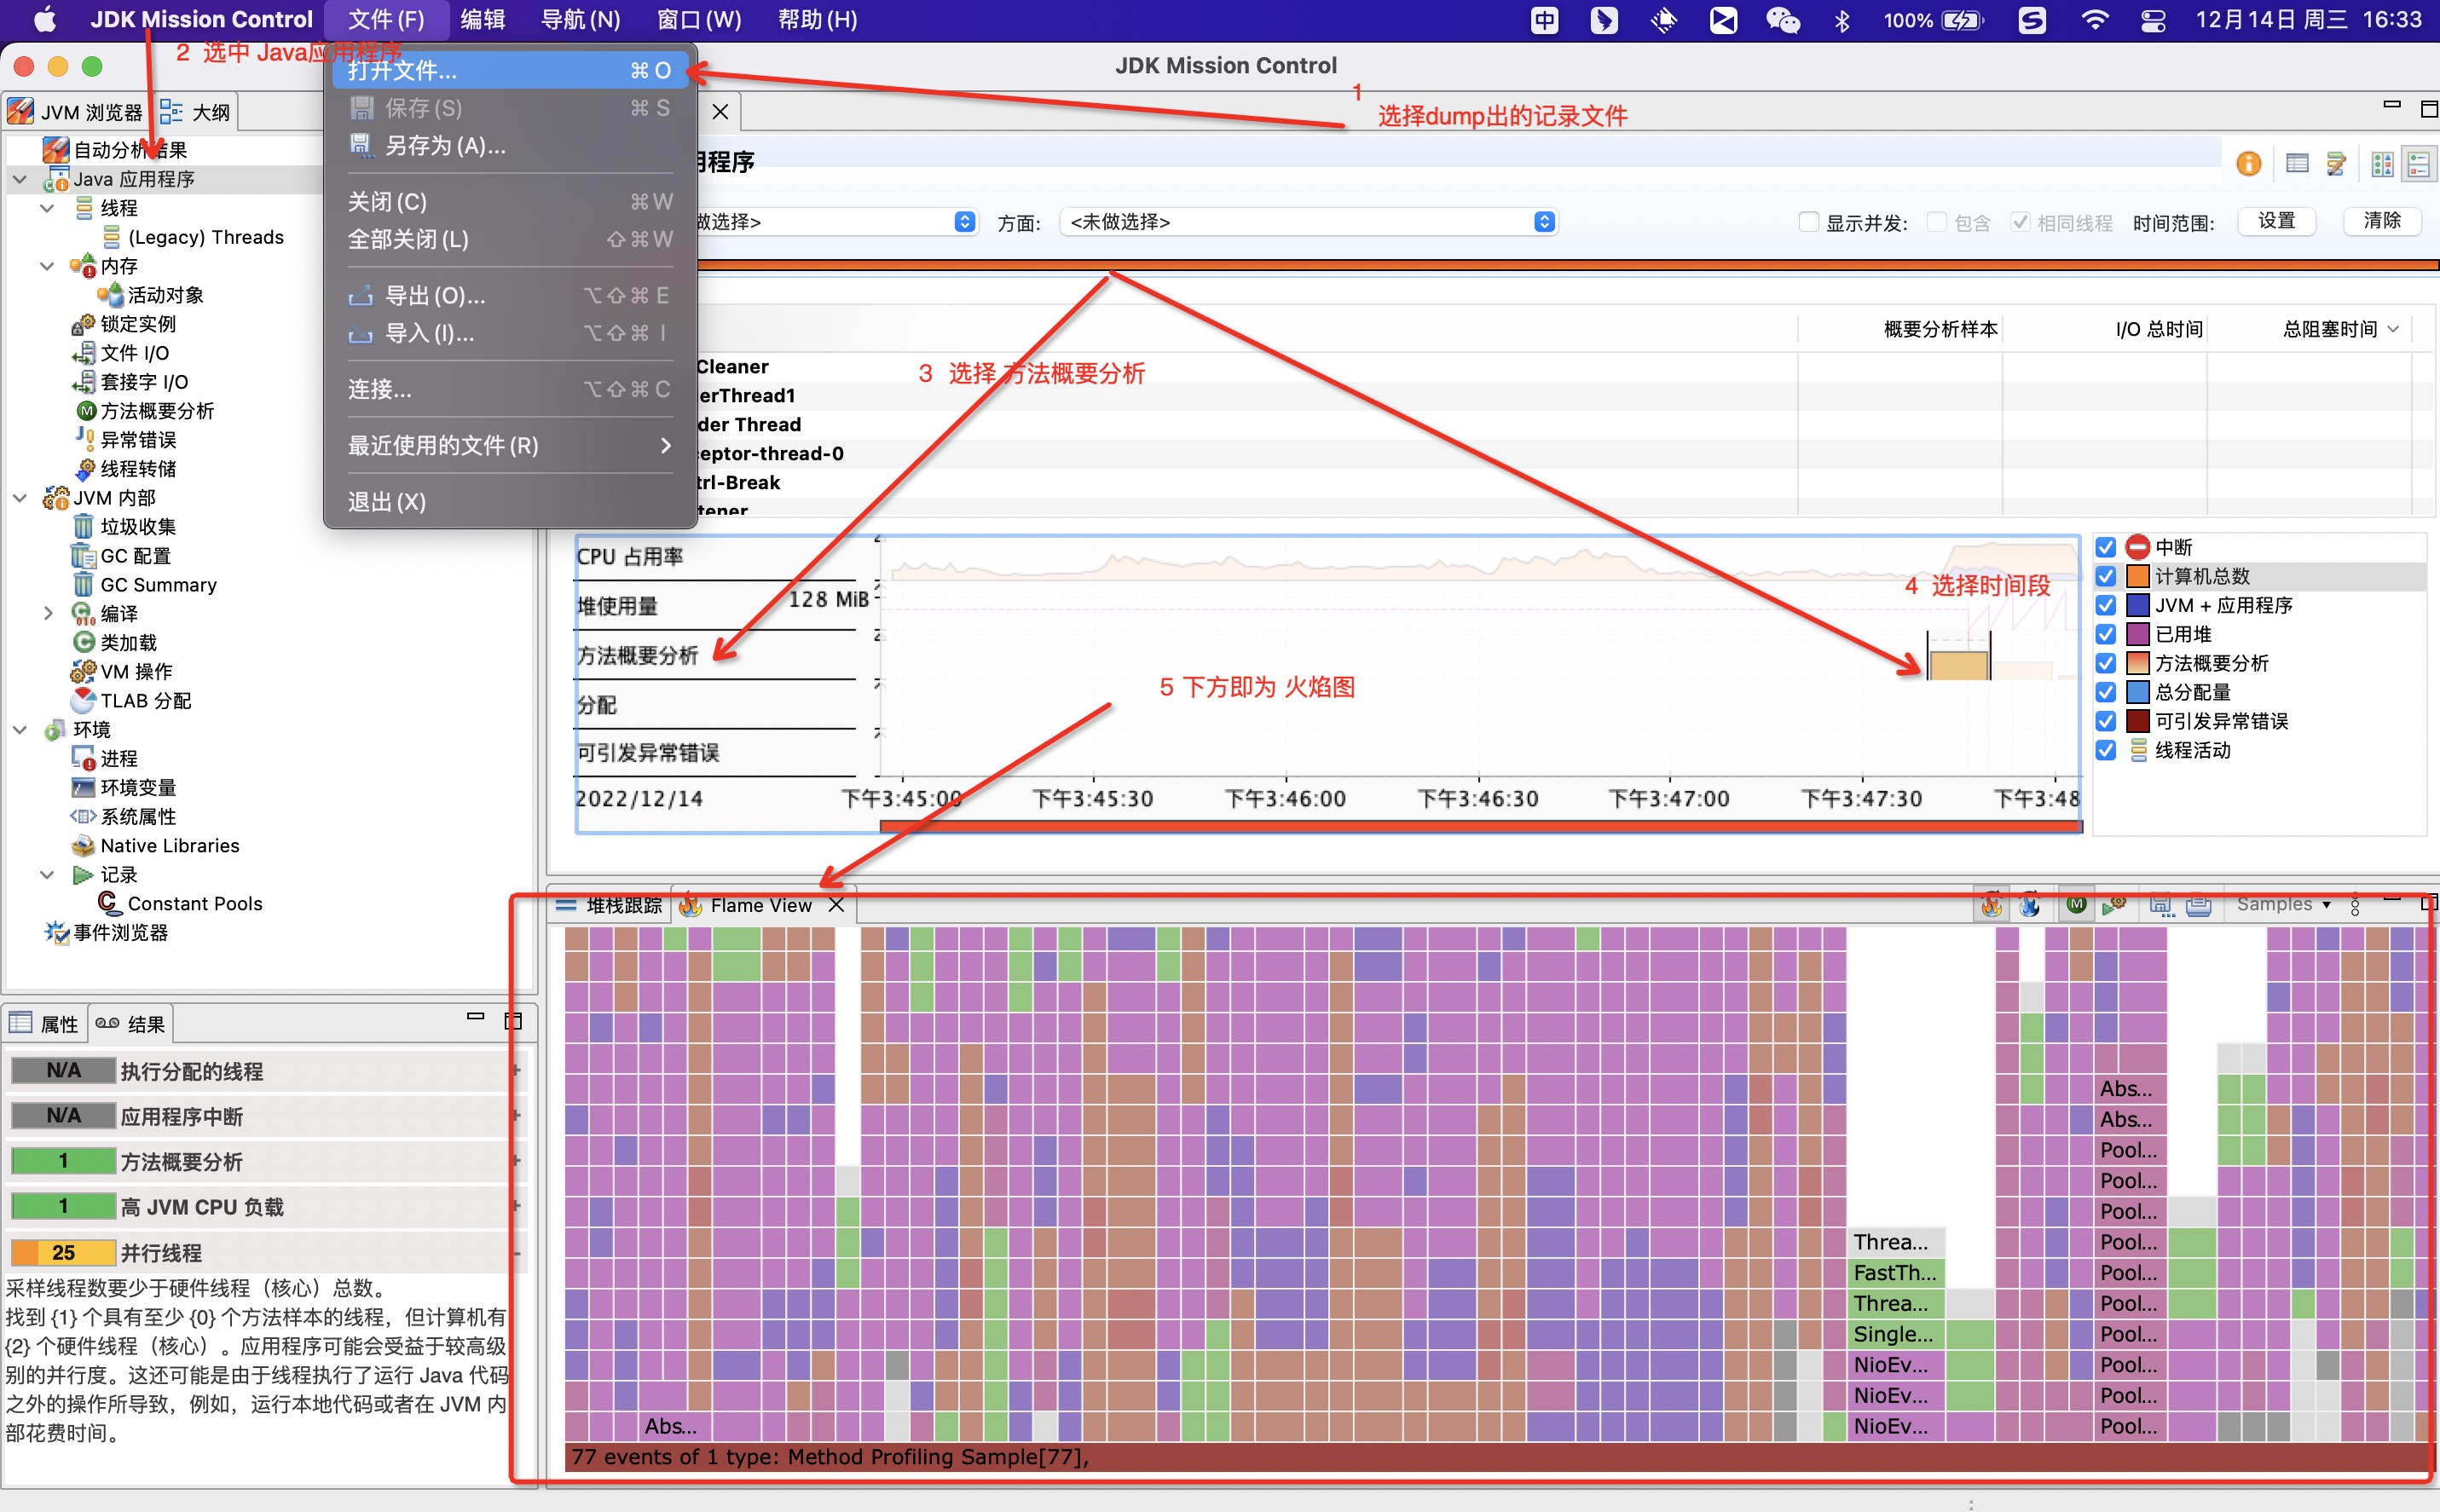 JDK Mission Control 文件(F) 编辑 导航(N) 窗口(W) 帮助(H) 中 100% 12月14日 周三 16:33
2 选中 Java应用程序
JDK Mission Control
打开文件... ⌘ O
保存(S) ⌘ S
另存为(A)...
关闭(C) ⌘ W
全部关闭(L) ⇧ ⌘ W
导出(O)... ⌥ ⇧ ⌘ E
导入(I)... ⌥ ⇧ ⌘ I
连接... ⌥ ⇧ ⌘ C
最近使用的文件(R)
退出(X)
1
选择dump出的记录文件
JVM 浏览器 大纲
自动分析结果
Java 应用程序
线程
(Legacy) Threads
内存
活动对象
锁定实例
文件 I/O
套接字 I/O
方法概要分析
异常错误
线程转储
JVM 内部
垃圾收集
GC 配置
GC Summary
编译
类加载
VM 操作
TLAB 分配
环境
进程
环境变量
系统属性
Native Libraries
记录
Constant Pools
事件浏览器
用程序
做选择> 方面: <未做选择> 显示并发: 包含 相同线程 时间范围: 设置 清除
概要分析样本 I/O 总时间 总阻塞时间
Cleaner
erThread1
der Thread
ceptor-thread-0
trl-Break
tener
3 选择 方法概要分析
CPU 占用率
堆使用量 128 MiB
方法概要分析
分配
可引发异常错误
2022/12/14 下午3:45:00 下午3:45:30 下午3:46:00 下午3:46:30 下午3:47:00 下午3:47:30 下午3:48
4 选择时间段
5 下方即为 火焰图
中断
计算机总数
JVM + 应用程序
已用堆
方法概要分析
总分配量
可引发异常错误
线程活动
堆栈跟踪 Flame View Samples
Abs...
Abs...
Pool...
Pool...
Pool...
Threa... Pool...
FastTh... Pool...
Threa... Pool...
Single... Pool...
NioEv... Pool...
NioEv... Pool...
Abs... NioEv... Pool...
77 events of 1 type: Method Profiling Sample[77],
属性 结果
N/A 执行分配的线程
N/A 应用程序中断
1 方法概要分析
1 高 JVM CPU 负载
25 并行线程
采样线程数要少于硬件线程（核心）总数。
找到 {1} 个具有至少 {0} 个方法样本的线程，但计算机有
{2} 个硬件线程（核心）。应用程序可能会受益于较高级
别的并行度。这还可能是由于线程执行了运行 Java 代码
之外的操作所导致，例如，运行本地代码或者在 JVM 内
部花费时间。